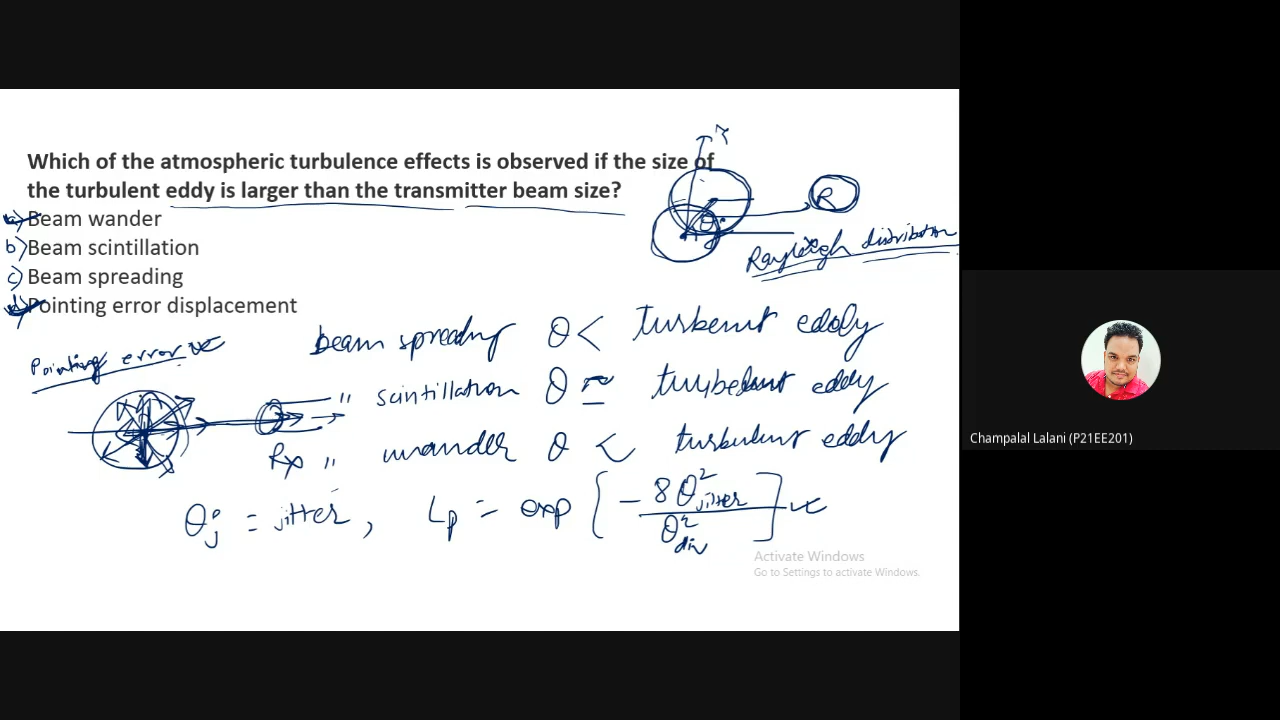 Which of the atmospheric turbulence effects is observed if the size of
the turbulent eddy is larger than the transmitter beam size?
a) Beam wander
b) Beam scintillation
c) Beam spreading
d) Pointing error displacement
R
Rayleigh distribution
Pointing error
beam spreading θ < turbulent eddy
" scintillation θ ≈ turbulent eddy
" wander θ < turbulent eddy
Rx
θj = jitter, Lp = exp [ - 8θ²jitter / θ²div ]
Activate Windows
Go to Settings to activate Windows.
Champalal Lalani (P21EE201)